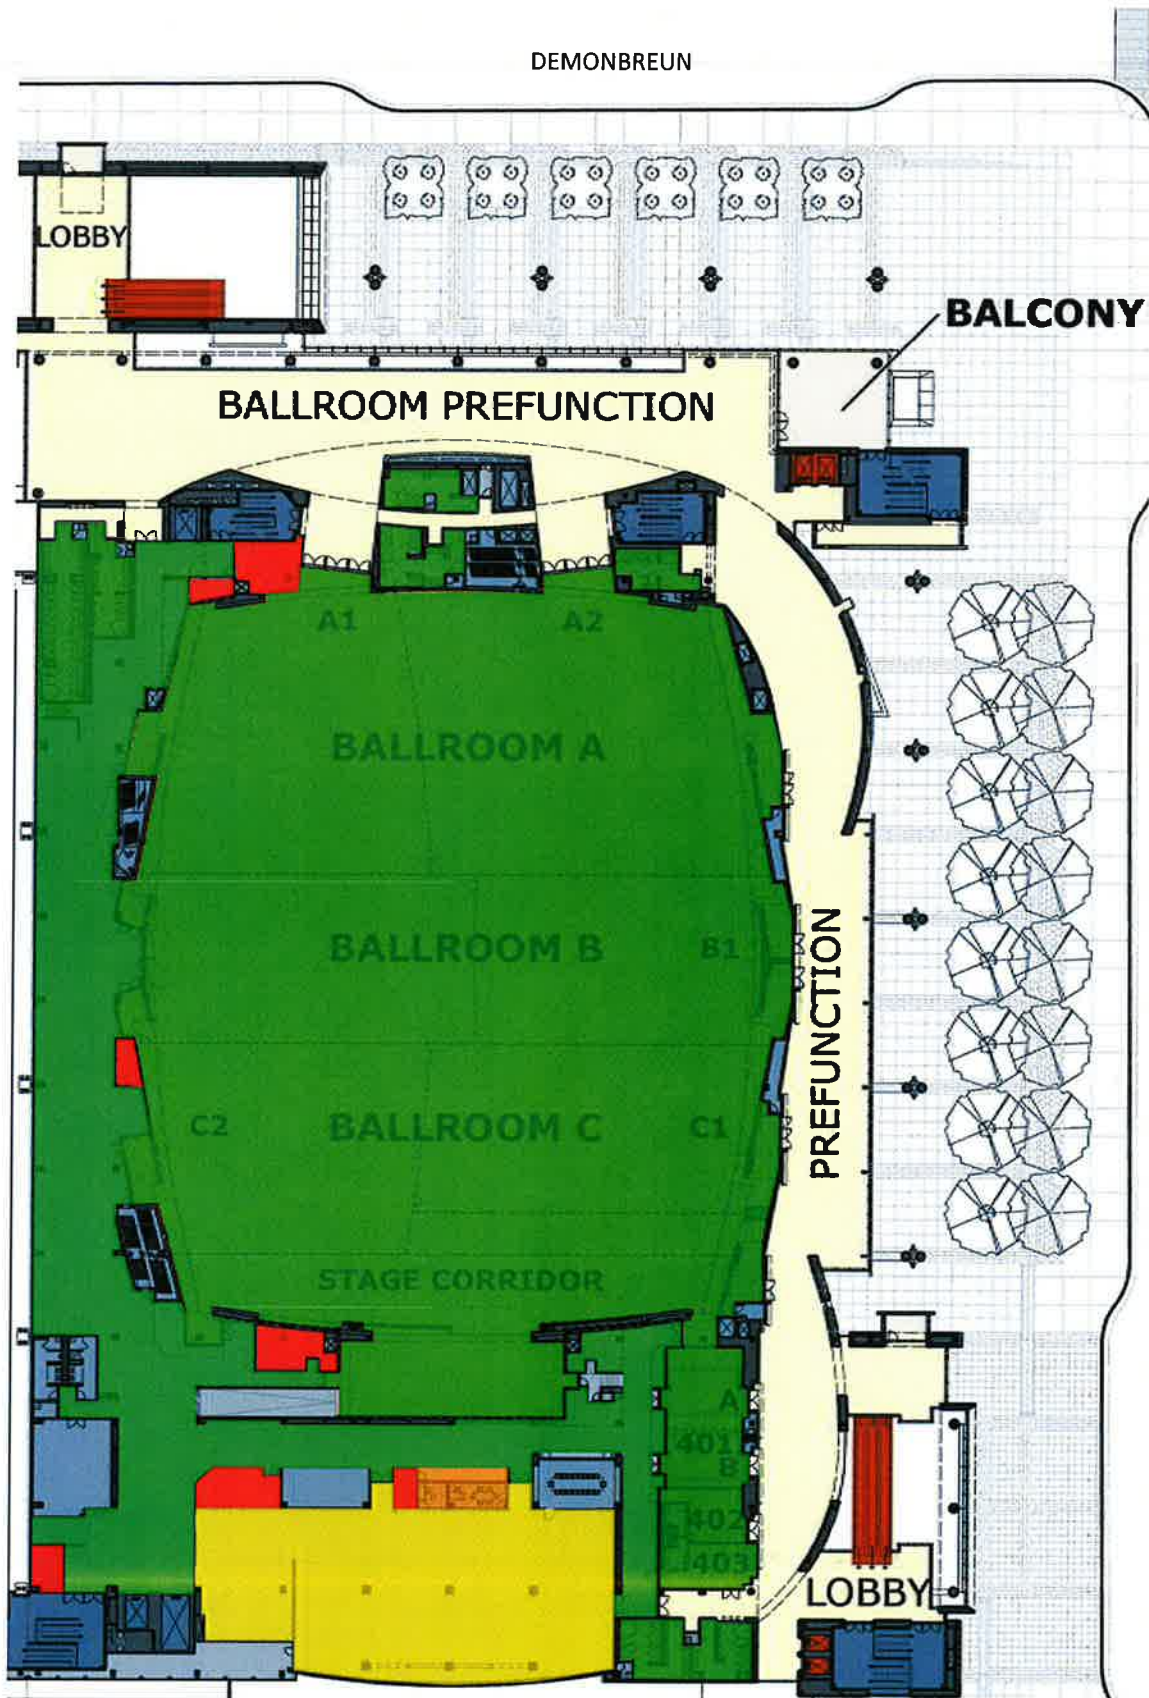 DEMONBREUN
LOBBY
BALCONY
BALLROOM PREFUNCTION
A1
A2
BALLROOM A
BALLROOM B
B1
PREFUNCTION
C2
BALLROOM C
C1
STAGE CORRIDOR
A
401
B
402
403
LOBBY